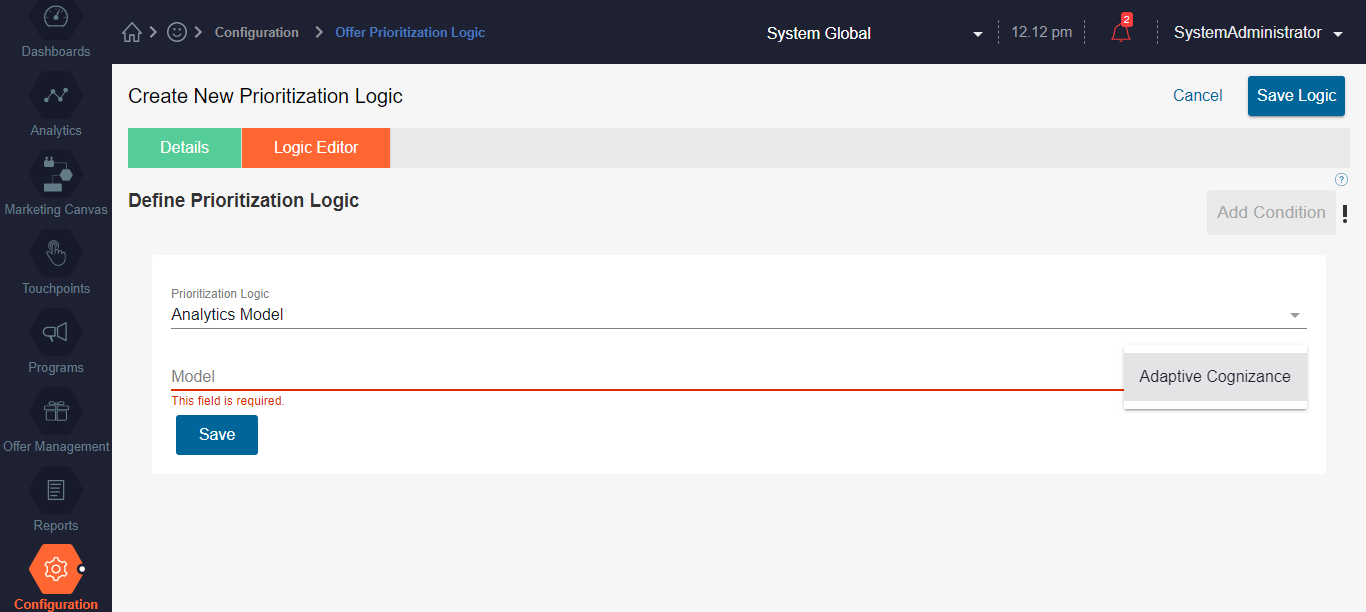 Dashboards
Analytics
Marketing Canvas
Touchpoints
Programs
Offer Management
Reports
Configuration
Configuration
Offer Prioritization Logic
System Global
12.12 pm
2
SystemAdministrator
Create New Prioritization Logic
Cancel
Save Logic
Details
Logic Editor
?
Define Prioritization Logic
Add Condition
!
Prioritization Logic
Analytics Model
Model
Adaptive Cognizance
This field is required.
Save